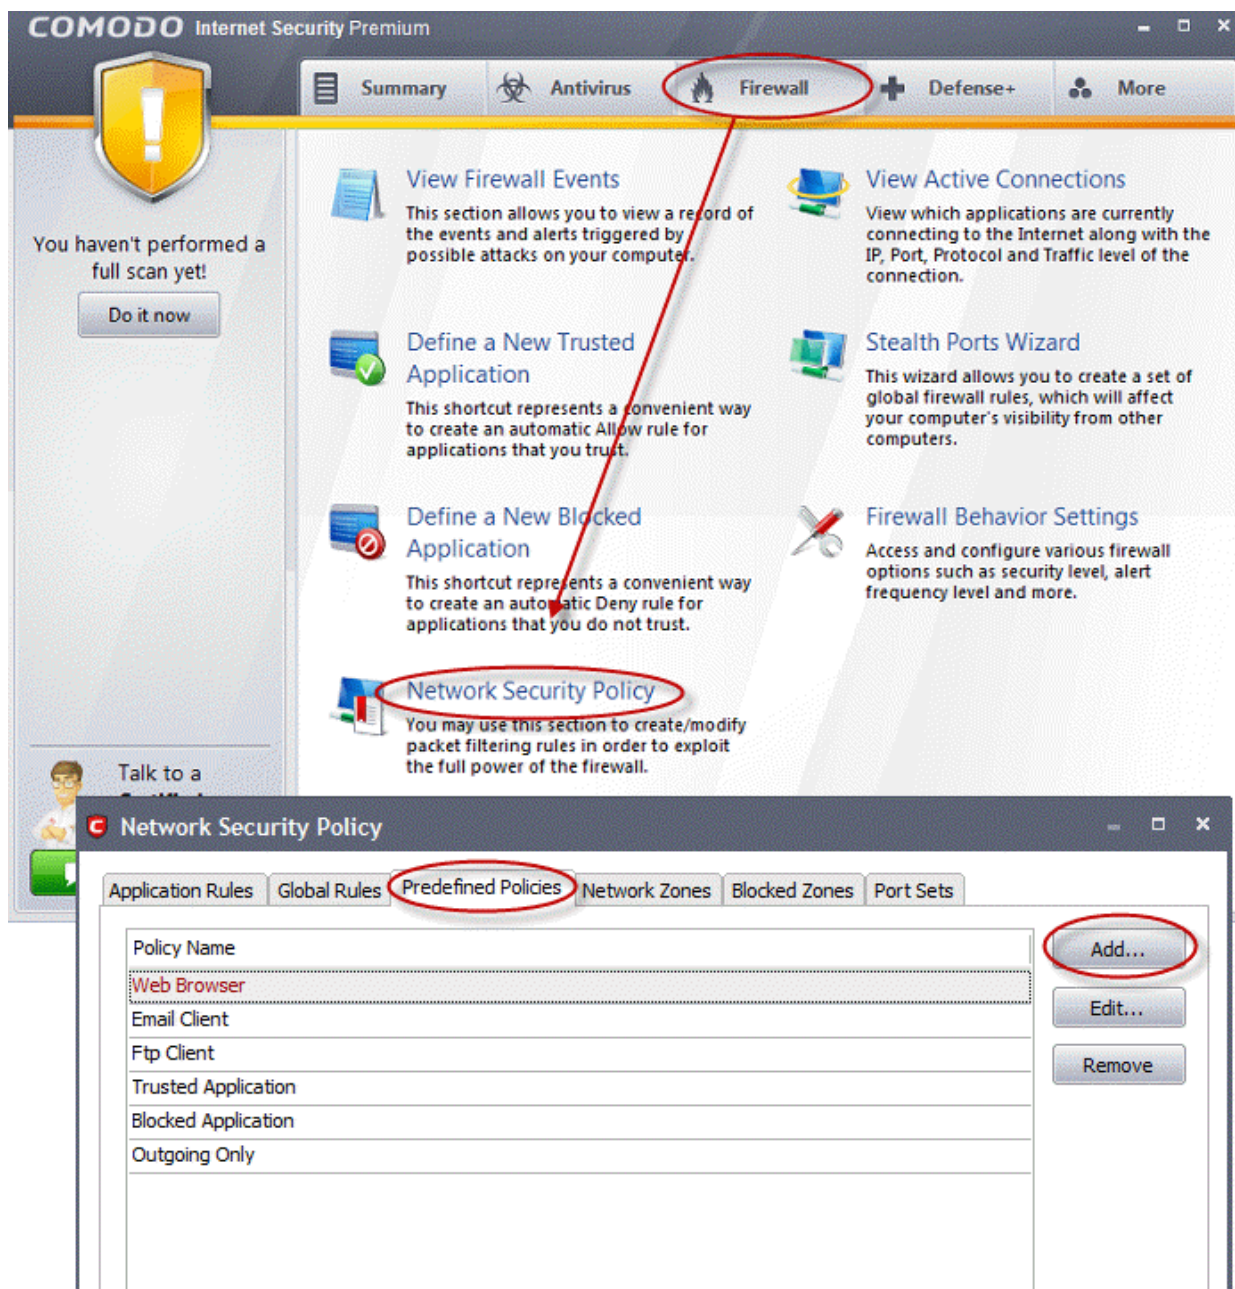 COMODO Internet Security Premium
Summary
Antivirus
Firewall
Defense+
More
You haven't performed a
full scan yet!
Do it now
View Firewall Events
This section allows you to view a record of
the events and alerts triggered by
possible attacks on your computer.
View Active Connections
View which applications are currently
connecting to the Internet along with the
IP, Port, Protocol and Traffic level of the
connection.
Define a New Trusted
Application
This shortcut represents a convenient way
to create an automatic Allow rule for
applications that you trust.
Stealth Ports Wizard
This wizard allows you to create a set of
global firewall rules, which will affect
your computer's visibility from other
computers.
Define a New Blocked
Application
This shortcut represents a convenient way
to create an automatic Deny rule for
applications that you do not trust.
Firewall Behavior Settings
Access and configure various firewall
options such as security level, alert
frequency level and more.
Network Security Policy
You may use this section to create/modify
packet filtering rules in order to exploit
the full power of the firewall.
Talk to a
Network Security Policy
Application Rules
Global Rules
Predefined Policies
Network Zones
Blocked Zones
Port Sets
Policy Name
Web Browser
Email Client
Ftp Client
Trusted Application
Blocked Application
Outgoing Only
Add...
Edit...
Remove